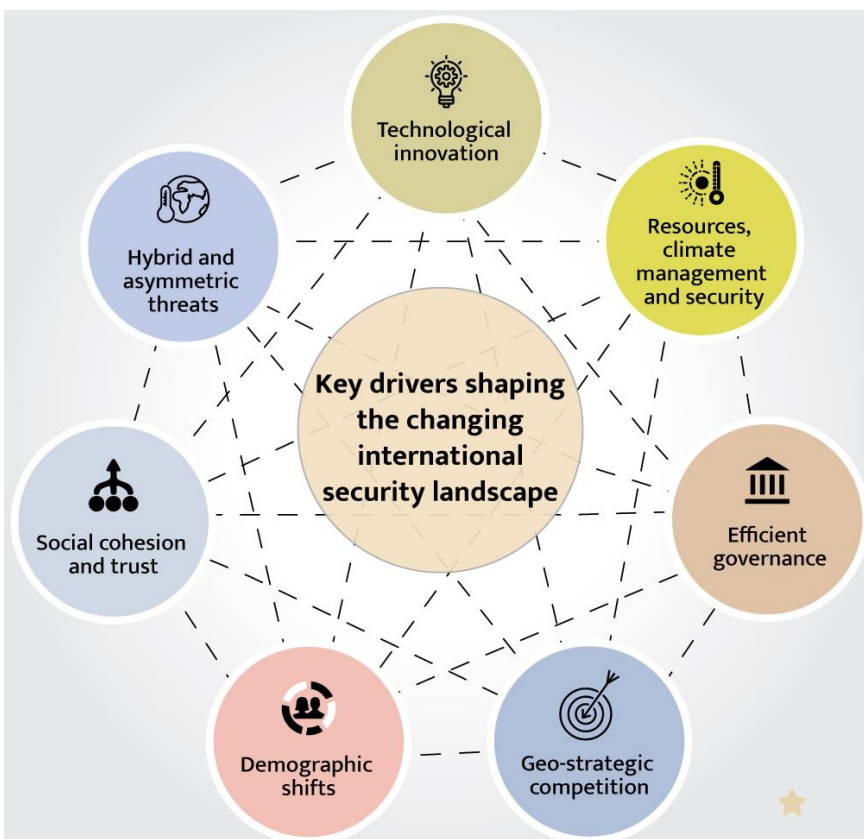 Technological
innovation
Resources,
climate
management
and security
Hybrid and
asymmetric
threats
Key drivers shaping
the changing
international
security landscape
Efficient
governance
Social cohesion
and trust
Demographic
shifts
Geo-strategic
competition